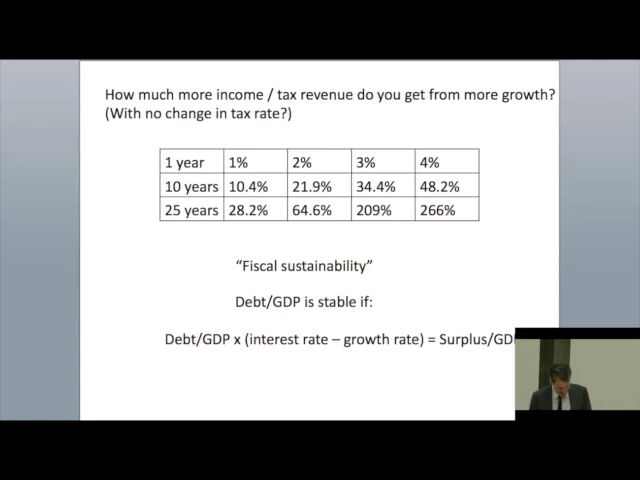 How much more income / tax revenue do you get from more growth?
(With no change in tax rate?)
1 year 1% 2% 3% 4%
10 years 10.4% 21.9% 34.4% 48.2%
25 years 28.2% 64.6% 209% 266%
“Fiscal sustainability”
Debt/GDP is stable if:
Debt/GDP x (interest rate – growth rate) = Surplus/GD